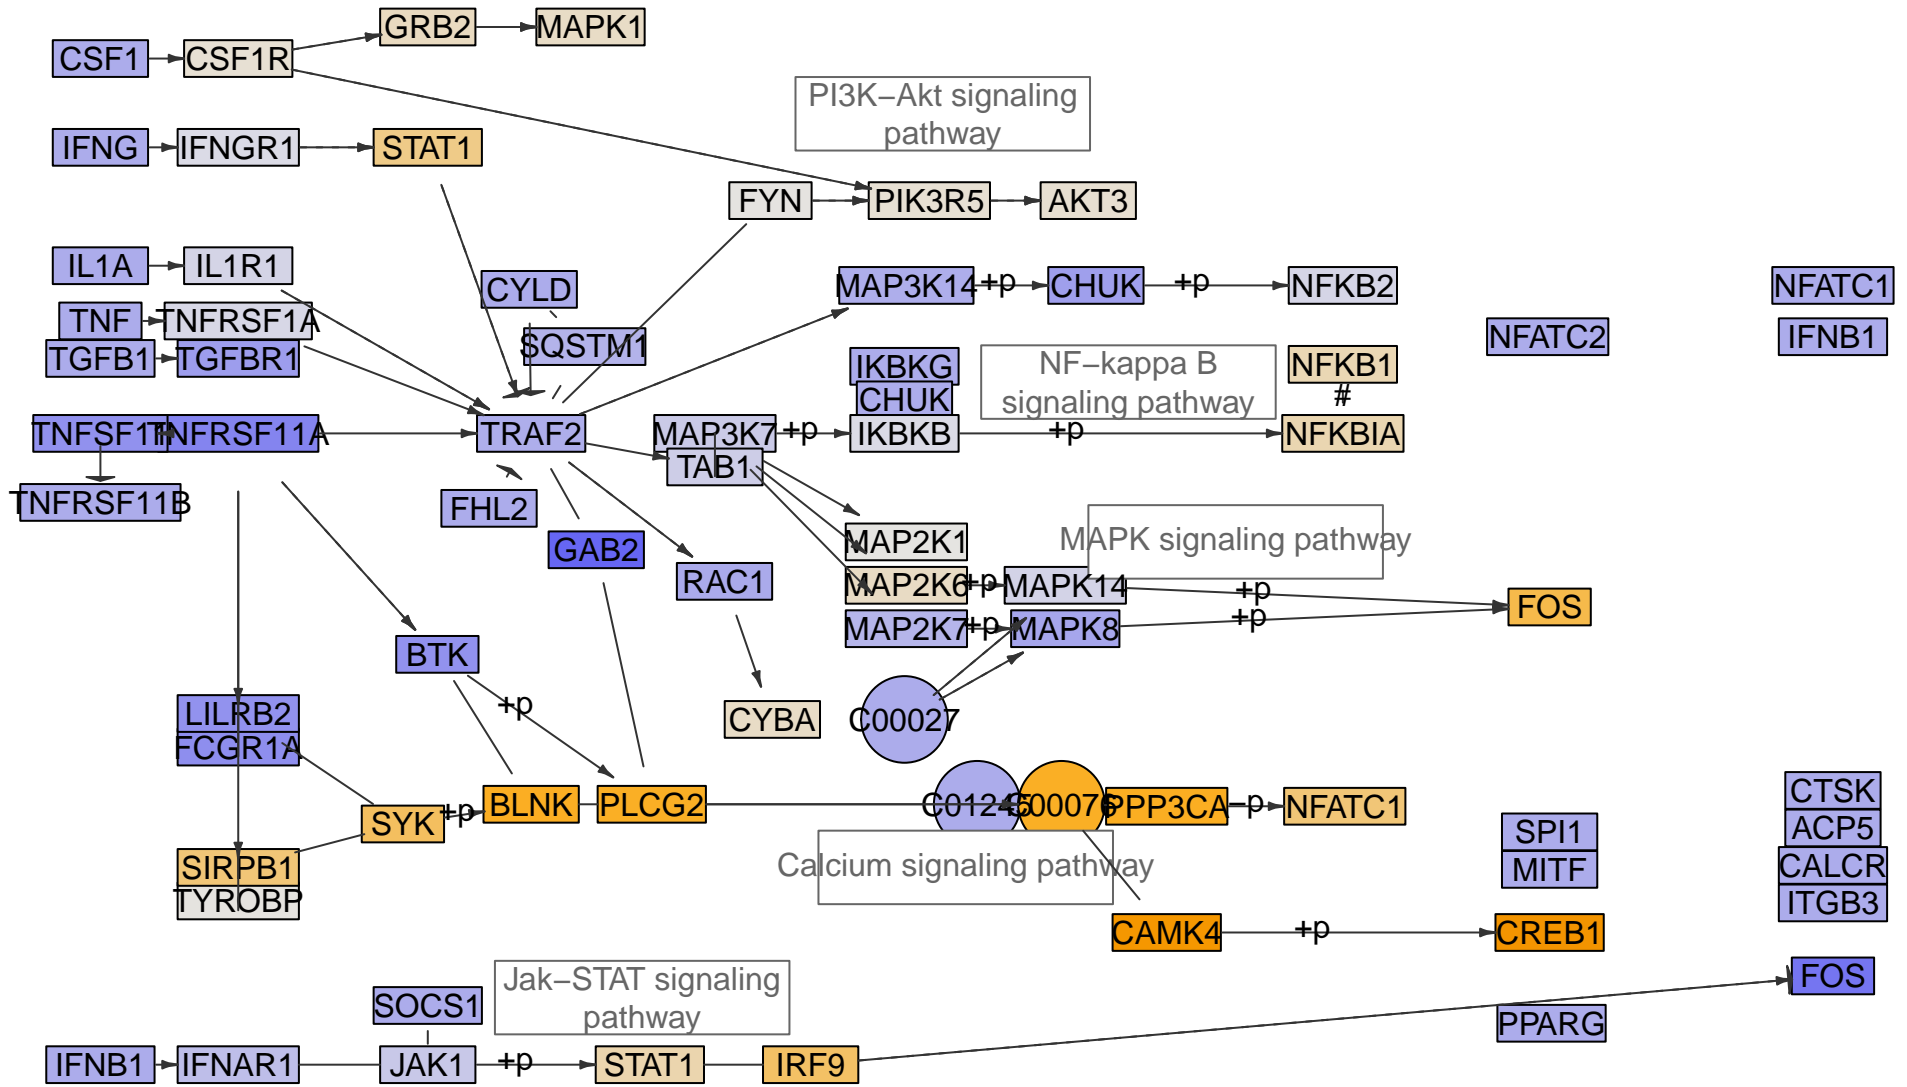 GRB2
MAPK1
CSF1
CSF1R
PI3K−Akt signaling
pathway
IFNG
IFNGR1
STAT1
FYN
PIK3R5
AKT3
IL1A
IL1R1
CYLD
MAP3K14
+p
CHUK
+p
NFKB2
NFATC1
TNF
TNFRSF1A
SQSTM1
NFATC2
IFNB1
TGFB1
TGFBR1
IKBKG
NF−kappa B
signaling pathway
NFKB1
#
CHUK
TNFRSF11A
TRAF2
MAP3K7
+p
IKBKB
+p
NFKBIA
TAB1
TNFRSF11B
FHL2
GAB2
MAP2K1
MAPK signaling pathway
RAC1
MAP2K6
+p
MAPK14
+p
FOS
MAP2K7
+p
MAPK8
+p
BTK
LILRB2
+p
CYBA
C00027
FCGR1A
SYK
+p
BLNK
PLCG2
C01245
C00076
PPP3CA
−p
NFATC1
CTSK
SPI1
ACP5
SIRPB1
Calcium signaling pathway
MITF
CALCR
TYROBP
ITGB3
CAMK4
+p
CREB1
Jak−STAT signaling
pathway
FOS
SOCS1
PPARG
IFNB1
IFNAR1
JAK1
+p
STAT1
IRF9